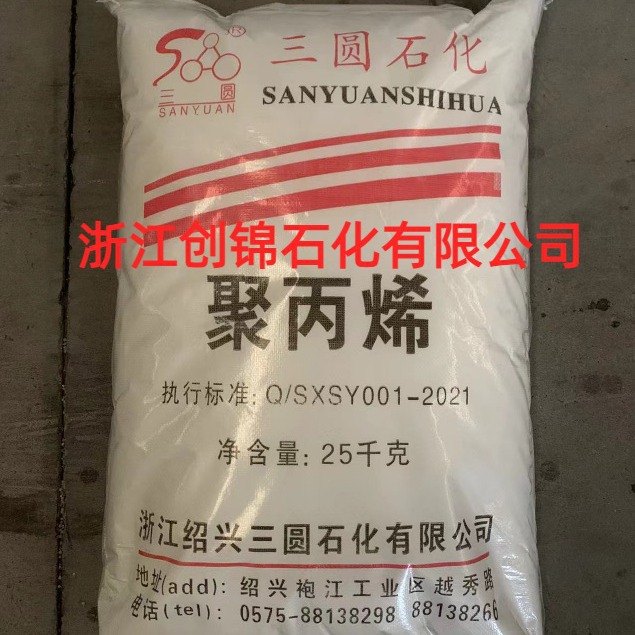 三圆石化
®
三圆
SANYUAN
SANYUANSHIHUA
浙江创锦石化有限公司
聚丙烯
执行标准: Q/SXSY001-2021
净含量: 25千克
浙江绍兴三圆石化有限公司
地址(add): 绍兴袍江工业区越秀路
电话(tel): 0575-88138298 88138266